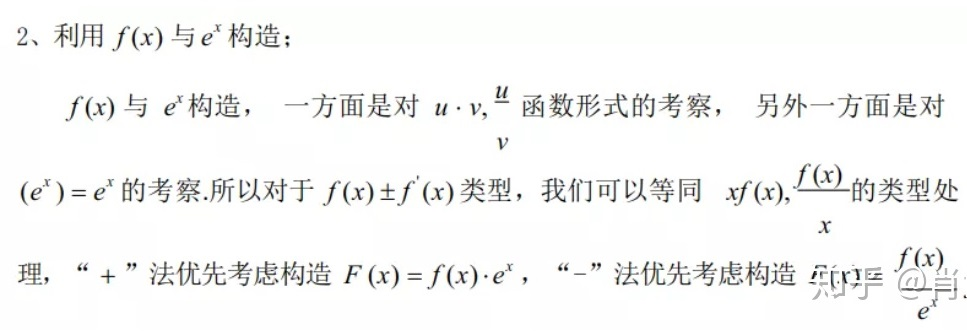 2、利用 f(x) 与 e^x 构造;
f(x) 与 e^x 构造， 一方面是对 u · v, u/v 函数形式的考察， 另外一方面是对
(e^x) = e^x 的考察.所以对于 f(x) ± f'(x) 类型，我们可以等同 xf(x), f(x)/x 的类型处
理，“ + ”法优先考虑构造 F(x) = f(x) · e^x ，“-”法优先考虑构造 F(x) = f(x)/e^x
知乎 @肖